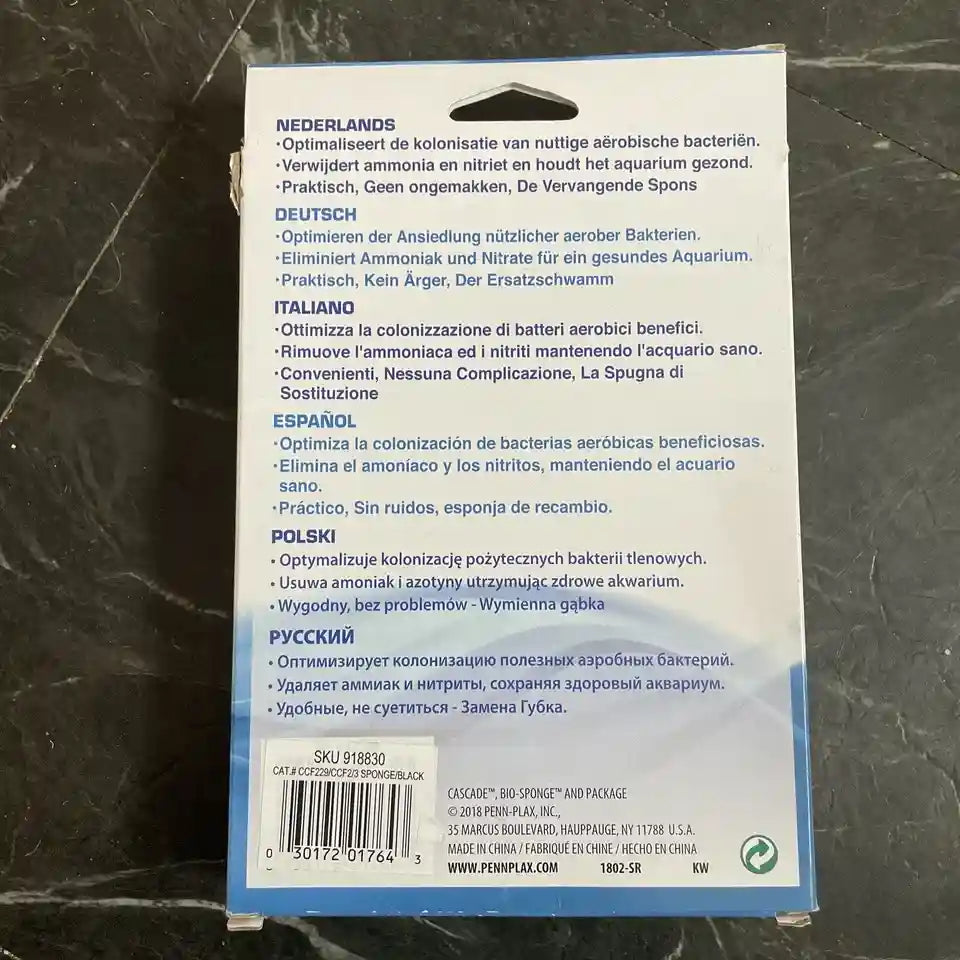 NEDERLANDS
·Optimaliseert de kolonisatie van nuttige aërobische bacteriën.
·Verwijdert ammonia en nitriet en houdt het aquarium gezond.
·Praktisch, Geen ongemakken, De Vervangende Spons
DEUTSCH
·Optimieren der Ansiedlung nützlicher aerober Bakterien.
·Eliminiert Ammoniak und Nitrate für ein gesundes Aquarium.
·Praktisch, Kein Ärger, Der Ersatzschwamm
ITALIANO
·Ottimizza la colonizzazione di batteri aerobici benefici.
·Rimuove l'ammoniaca ed i nitriti mantenendo l'acquario sano.
·Convenienti, Nessuna Complicazione, La Spugna di
Sostituzione
ESPAÑOL
·Optimiza la colonización de bacterias aeróbicas beneficiosas.
·Elimina el amoníaco y los nitritos, manteniendo el acuario
sano.
·Práctico, Sin ruidos, esponja de recambio.
POLSKI
• Optymalizuje kolonizację pożytecznych bakterii tlenowych.
• Usuwa amoniak i azotyny utrzymując zdrowe akwarium.
• Wygodny, bez problemów - Wymienna gąbka
РУССКИЙ
• Оптимизирует колонизацию полезных аэробных бактерий.
• Удаляет аммиак и нитриты, сохраняя здоровый аквариум.
• Удобные, не суетиться - Замена Губка.
SKU 918830
CAT.# CCF229/CCF2/3 SPONGE/BLACK
0 30172 01764 3
CASCADE™, BIO-SPONGE™ AND PACKAGE
© 2018 PENN-PLAX, INC.,
35 MARCUS BOULEVARD, HAUPPAUGE, NY 11788 U.S.A.
MADE IN CHINA / FABRIQUÉ EN CHINE / HECHO EN CHINA
WWW.PENNPLAX.COM 1802-SR KW